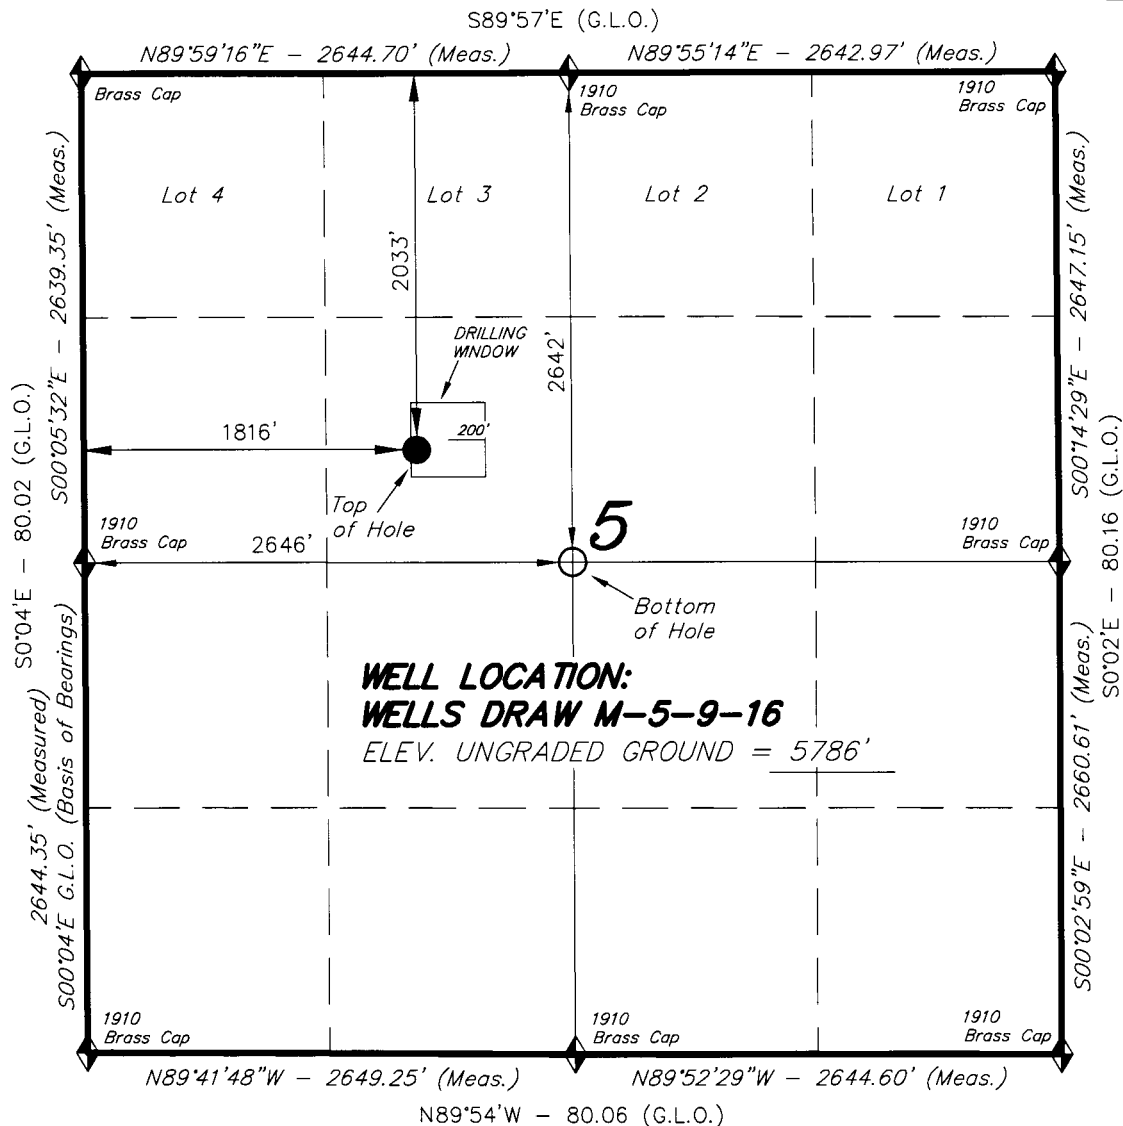 S89°57'E (G.L.O.)
N89°59'16"E – 2644.70' (Meas.)
N89°55'14"E – 2642.97' (Meas.)
Brass Cap
1910
Brass Cap
1910
Brass Cap
Lot 4
Lot 3
Lot 2
Lot 1
S00°05'32"E – 2639.35' (Meas.)
2033'
2642'
S00°14'29"E – 2647.15' (Meas.)
DRILLING
WINDOW
200'
1816'
Top
of Hole
S0°04'E – 80.02 (G.L.O.)
S0°02'E – 80.16 (G.L.O.)
1910
Brass Cap
2646'
5
1910
Brass Cap
Bottom
of Hole
WELL LOCATION:
WELLS DRAW M–5–9–16
ELEV. UNGRADED GROUND = 5786'
2644.35' (Measured)
S00°04'E G.L.O. (Basis of Bearings)
S00°02'59"E – 2660.61' (Meas.)
1910
Brass Cap
1910
Brass Cap
1910
Brass Cap
N89°41'48"W – 2649.25' (Meas.)
N89°52'29"W – 2644.60' (Meas.)
N89°54'W – 80.06 (G.L.O.)